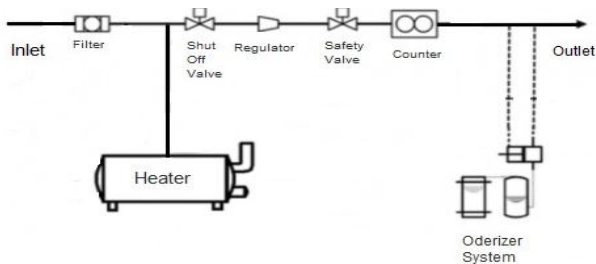 Inlet
Filter
Shut
Off
Valve
Regulator
Safety
Valve
Counter
Outlet
Heater
Oderizer
System